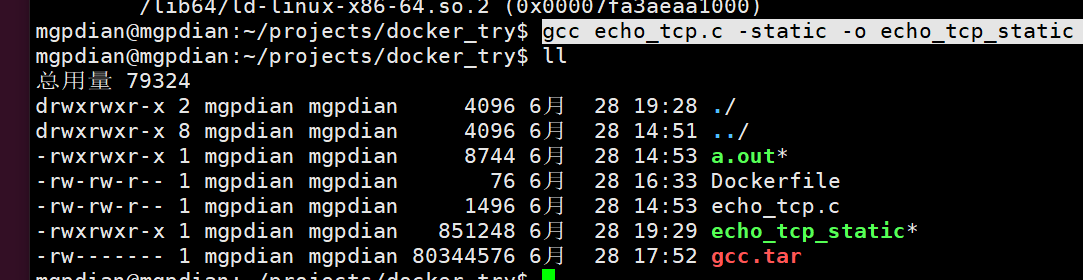 /lib64/ld-linux-x86-64.so.2 (0x00007fa3aeaa1000)
mgpdian@mgpdian:~/projects/docker_try$ gcc echo_tcp.c -static -o echo_tcp_static
mgpdian@mgpdian:~/projects/docker_try$ ll
总用量 79324
drwxrwxr-x 2 mgpdian mgpdian     4096 6月  28 19:28 ./
drwxrwxr-x 8 mgpdian mgpdian     4096 6月  28 14:51 ../
-rwxrwxr-x 1 mgpdian mgpdian     8744 6月  28 14:53 a.out*
-rw-rw-r-- 1 mgpdian mgpdian       76 6月  28 16:33 Dockerfile
-rw-rw-r-- 1 mgpdian mgpdian     1496 6月  28 14:53 echo_tcp.c
-rwxrwxr-x 1 mgpdian mgpdian   851248 6月  28 19:29 echo_tcp_static*
-rw------- 1 mgpdian mgpdian 80344576 6月  28 17:52 gcc.tar
mgpdian@mgpdian:~/projects/docker_try$